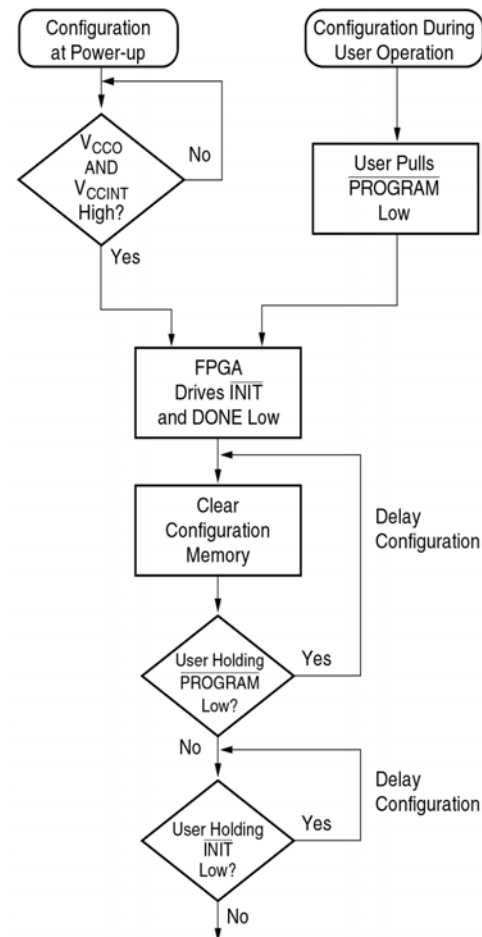 Configuration
at Power-up
Configuration During
User Operation
VCCO
AND
VCCINT
High?
No
Yes
User Pulls
PROGRAM
Low
FPGA
Drives INIT
and DONE Low
Clear
Configuration
Memory
Delay
Configuration
User Holding
PROGRAM
Low?
Yes
No
User Holding
INIT
Low?
Yes
Delay
Configuration
No